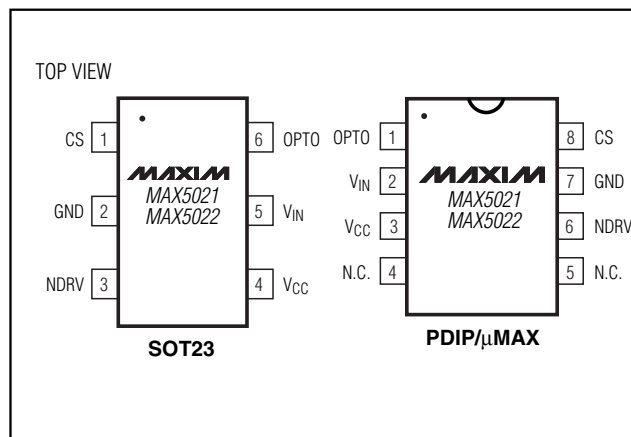 TOP VIEW
CS 1 6 OPTO
MAXIM
MAX5021
MAX5022
GND 2 5 VIN
NDRV 3 4 VCC
SOT23
OPTO 1 8 CS
VIN 2 MAXIM 7 GND
MAX5021
MAX5022
VCC 3 6 NDRV
N.C. 4 5 N.C.
PDIP/μMAX